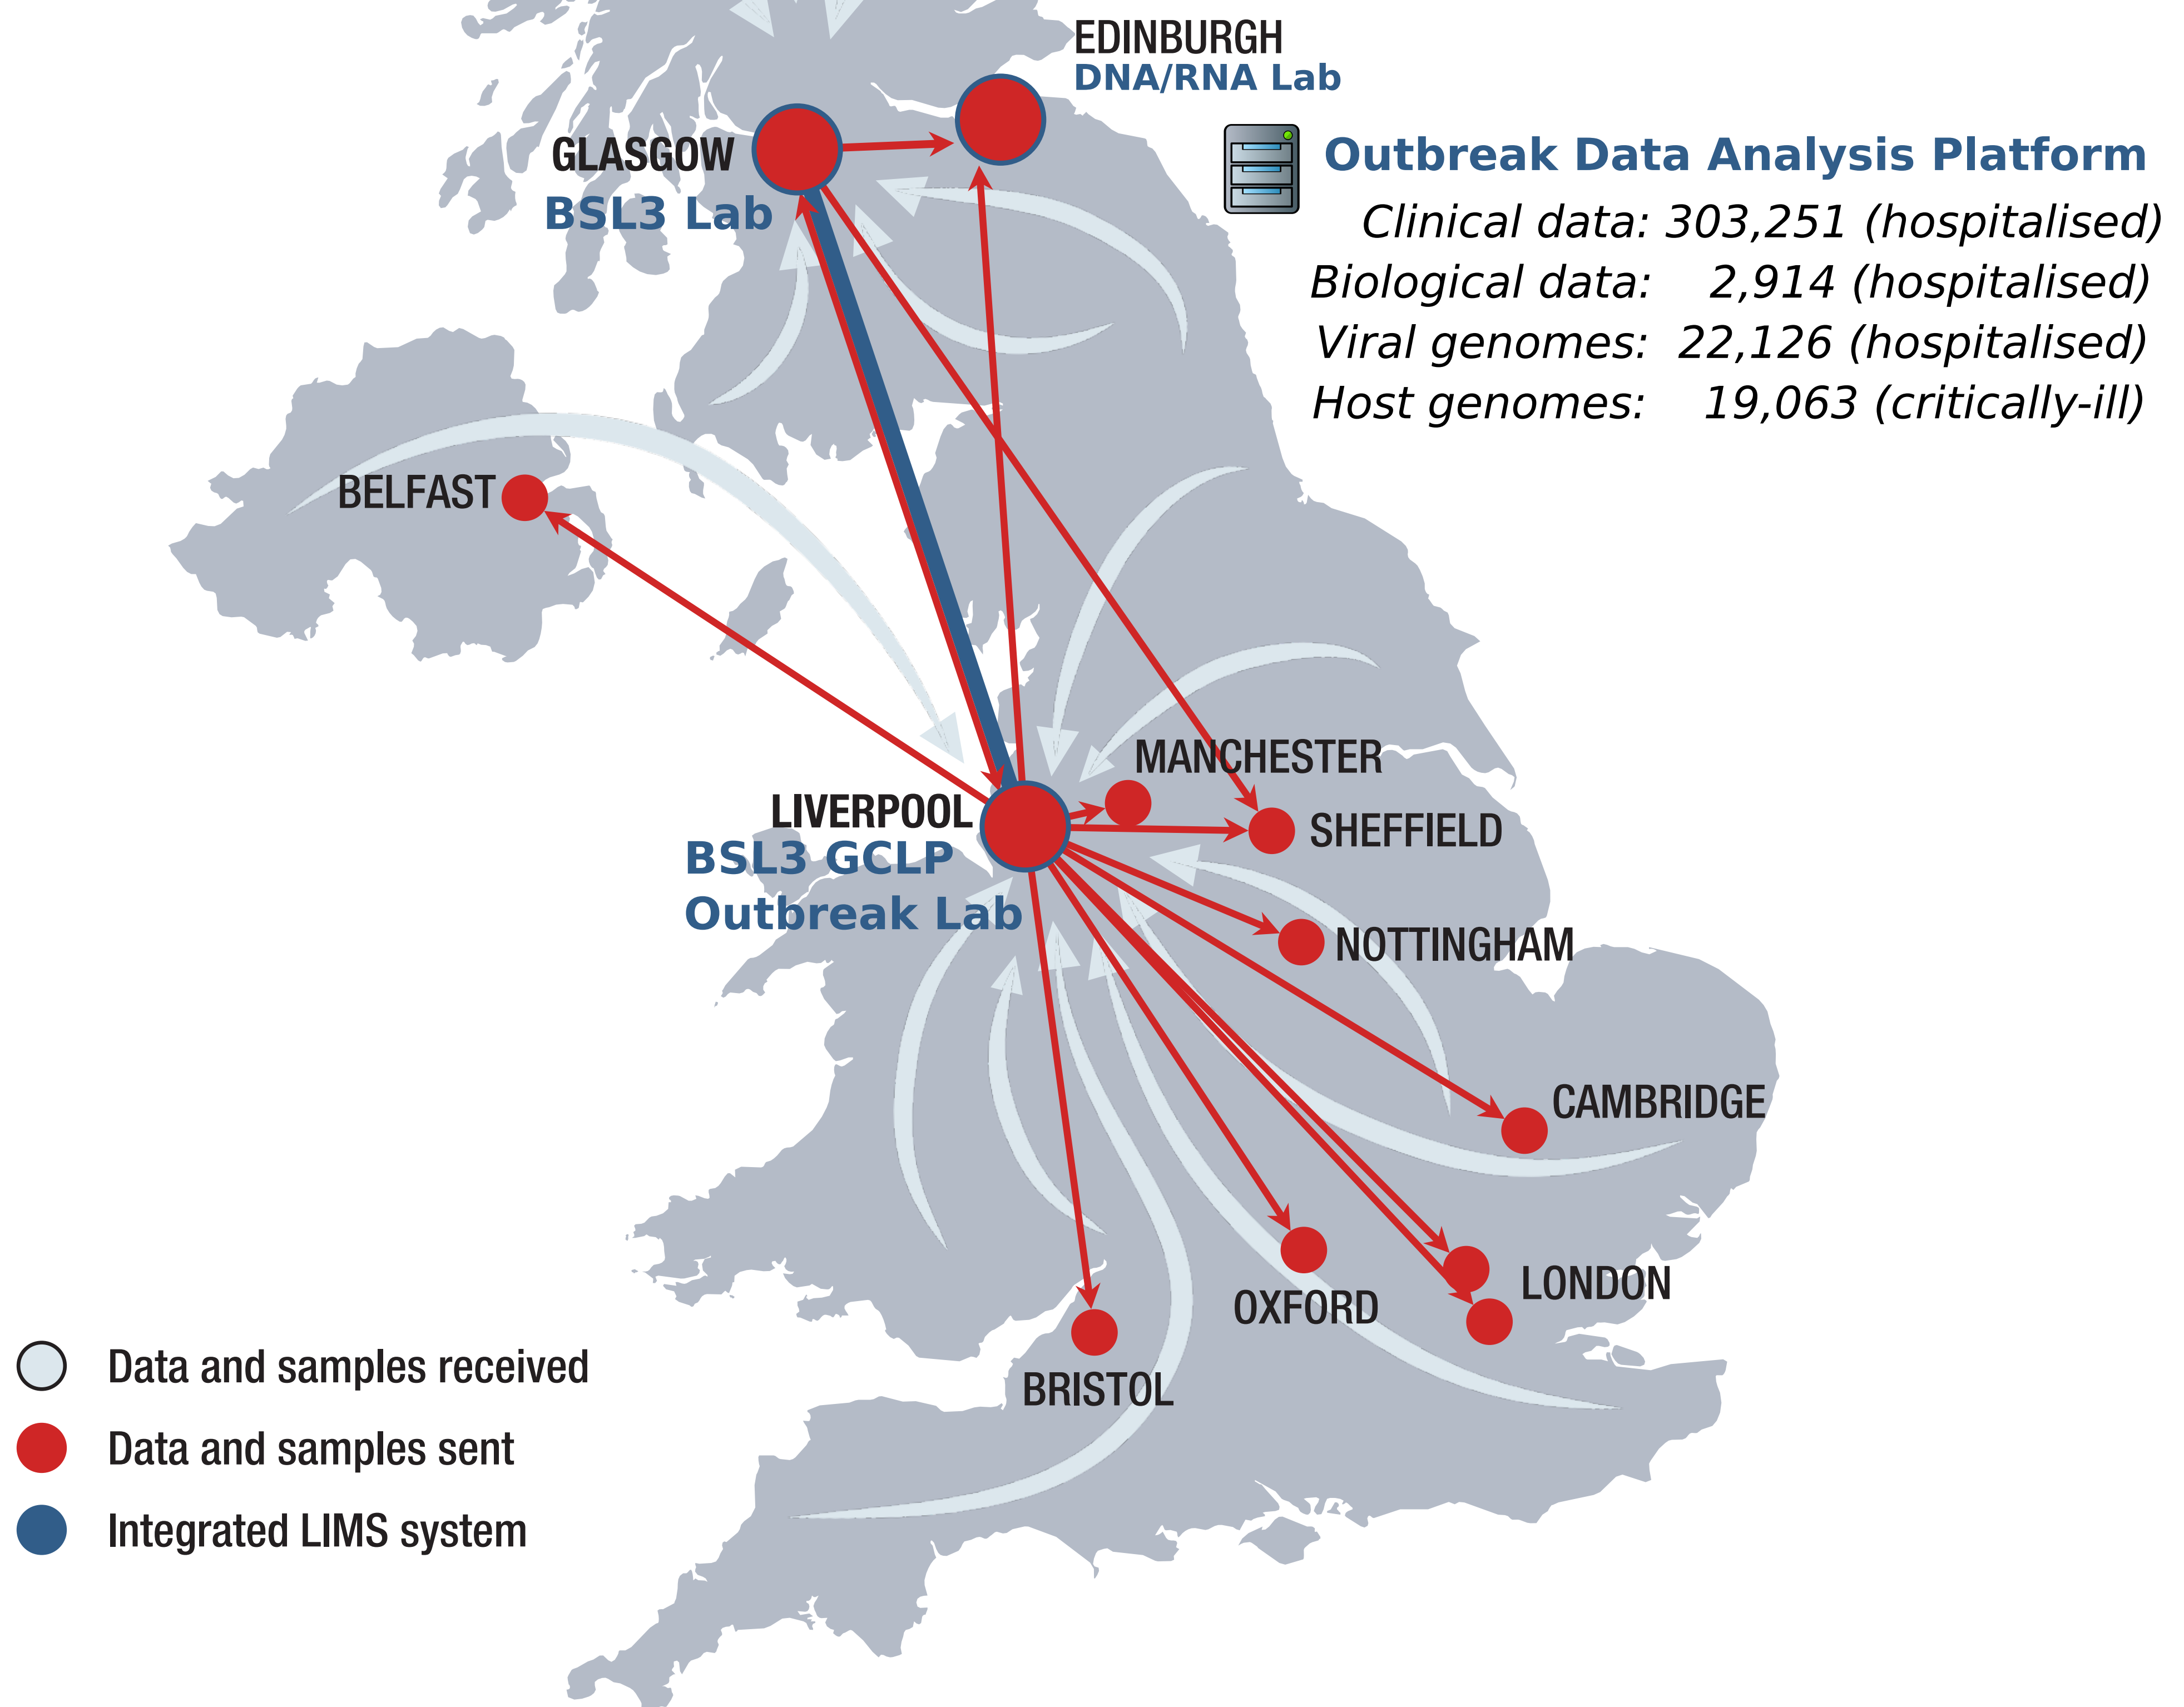 EDINBURGH
DNA/RNA Lab
GLASGOW
BSL3 Lab
Outbreak Data Analysis Platform
Clinical data: 303,251 (hospitalised)
Biological data: 2,914 (hospitalised)
Viral genomes: 22,126 (hospitalised)
Host genomes: 19,063 (critically-ill)
BELFAST
MANCHESTER
LIVERPOOL
BSL3 GCLP
Outbreak Lab
SHEFFIELD
NOTTINGHAM
CAMBRIDGE
LONDON
OXFORD
BRISTOL
Data and samples received
Data and samples sent
Integrated LIMS system